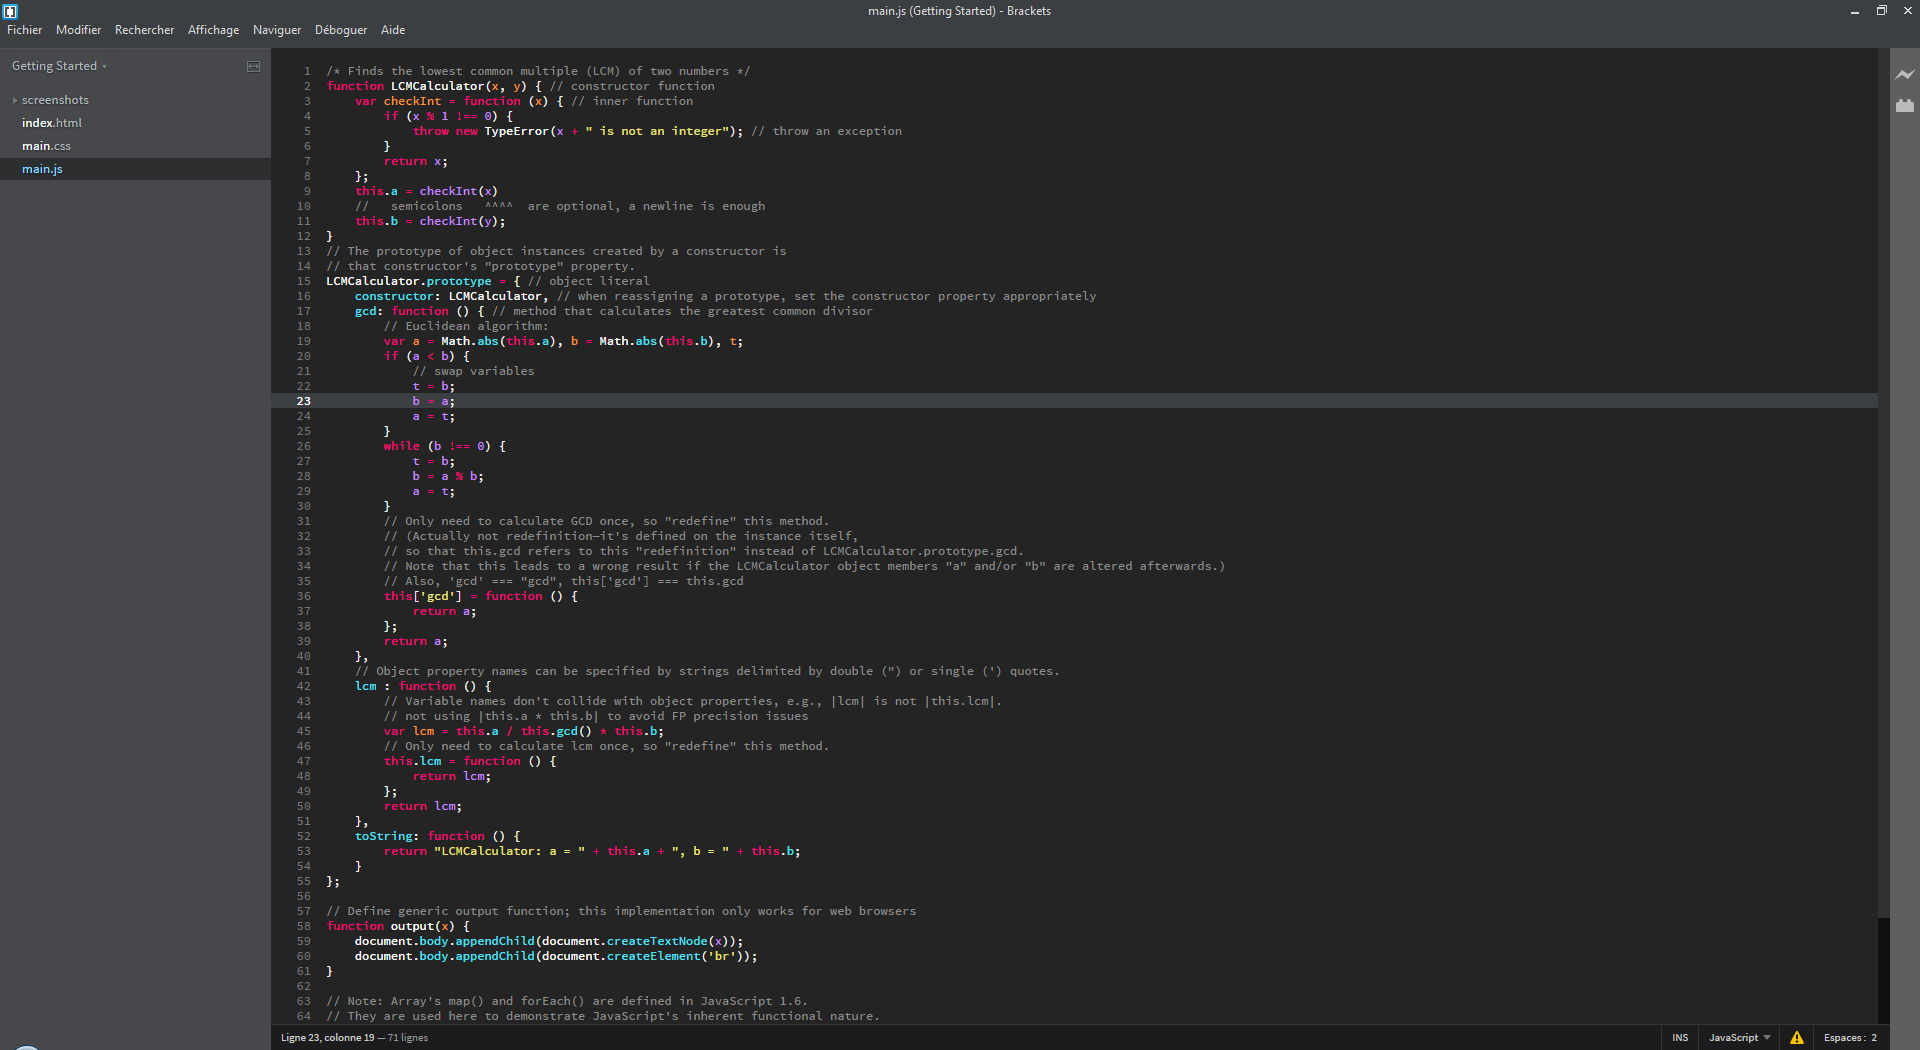 main.js (Getting Started) - Brackets
Fichier Modifier Rechercher Affichage Naviguer Déboguer Aide
Getting Started
screenshots
index.html
main.css
main.js
1 /* Finds the lowest common multiple (LCM) of two numbers */
2 function LCMCalculator(x, y) { // constructor function
3     var checkInt = function (x) { // inner function
4         if (x % 1 !== 0) {
5             throw new TypeError(x + " is not an integer"); // throw an exception
6         }
7         return x;
8     };
9     this.a = checkInt(x)
10     //   semicolons   ^^^^  are optional, a newline is enough
11     this.b = checkInt(y);
12 }
13 // The prototype of object instances created by a constructor is
14 // that constructor's "prototype" property.
15 LCMCalculator.prototype = { // object literal
16     constructor: LCMCalculator, // when reassigning a prototype, set the constructor property appropriately
17     gcd: function () { // method that calculates the greatest common divisor
18         // Euclidean algorithm:
19         var a = Math.abs(this.a), b = Math.abs(this.b), t;
20         if (a < b) {
21             // swap variables
22             t = b;
23             b = a;
24             a = t;
25         }
26         while (b !== 0) {
27             t = b;
28             b = a % b;
29             a = t;
30         }
31         // Only need to calculate GCD once, so "redefine" this method.
32         // (Actually not redefinition—it's defined on the instance itself,
33         // so that this.gcd refers to this "redefinition" instead of LCMCalculator.prototype.gcd.
34         // Note that this leads to a wrong result if the LCMCalculator object members "a" and/or "b" are altered afterwards.)
35         // Also, 'gcd' === "gcd", this['gcd'] === this.gcd
36         this['gcd'] = function () {
37             return a;
38         };
39         return a;
40     },
41     // Object property names can be specified by strings delimited by double (") or single (') quotes.
42     lcm : function () {
43         // Variable names don't collide with object properties, e.g., |lcm| is not |this.lcm|.
44         // not using |this.a * this.b| to avoid FP precision issues
45         var lcm = this.a / this.gcd() * this.b;
46         // Only need to calculate lcm once, so "redefine" this method.
47         this.lcm = function () {
48             return lcm;
49         };
50         return lcm;
51     },
52     toString: function () {
53         return "LCMCalculator: a = " + this.a + ", b = " + this.b;
54     }
55 };
56
57 // Define generic output function; this implementation only works for web browsers
58 function output(x) {
59     document.body.appendChild(document.createTextNode(x));
60     document.body.appendChild(document.createElement('br'));
61 }
62
63 // Note: Array's map() and forEach() are defined in JavaScript 1.6.
64 // They are used here to demonstrate JavaScript's inherent functional nature.
Ligne 23, colonne 19 — 71 lignes
INS JavaScript Espaces : 2